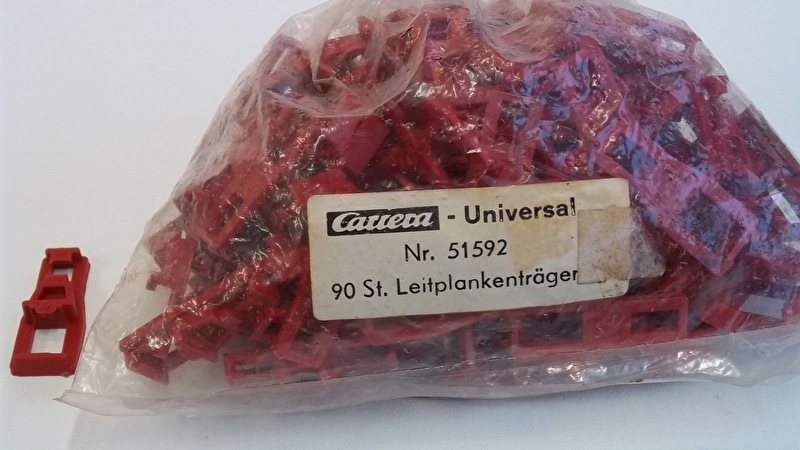 Carrera - Universal
Nr. 51592
90 St. Leitplankenträger